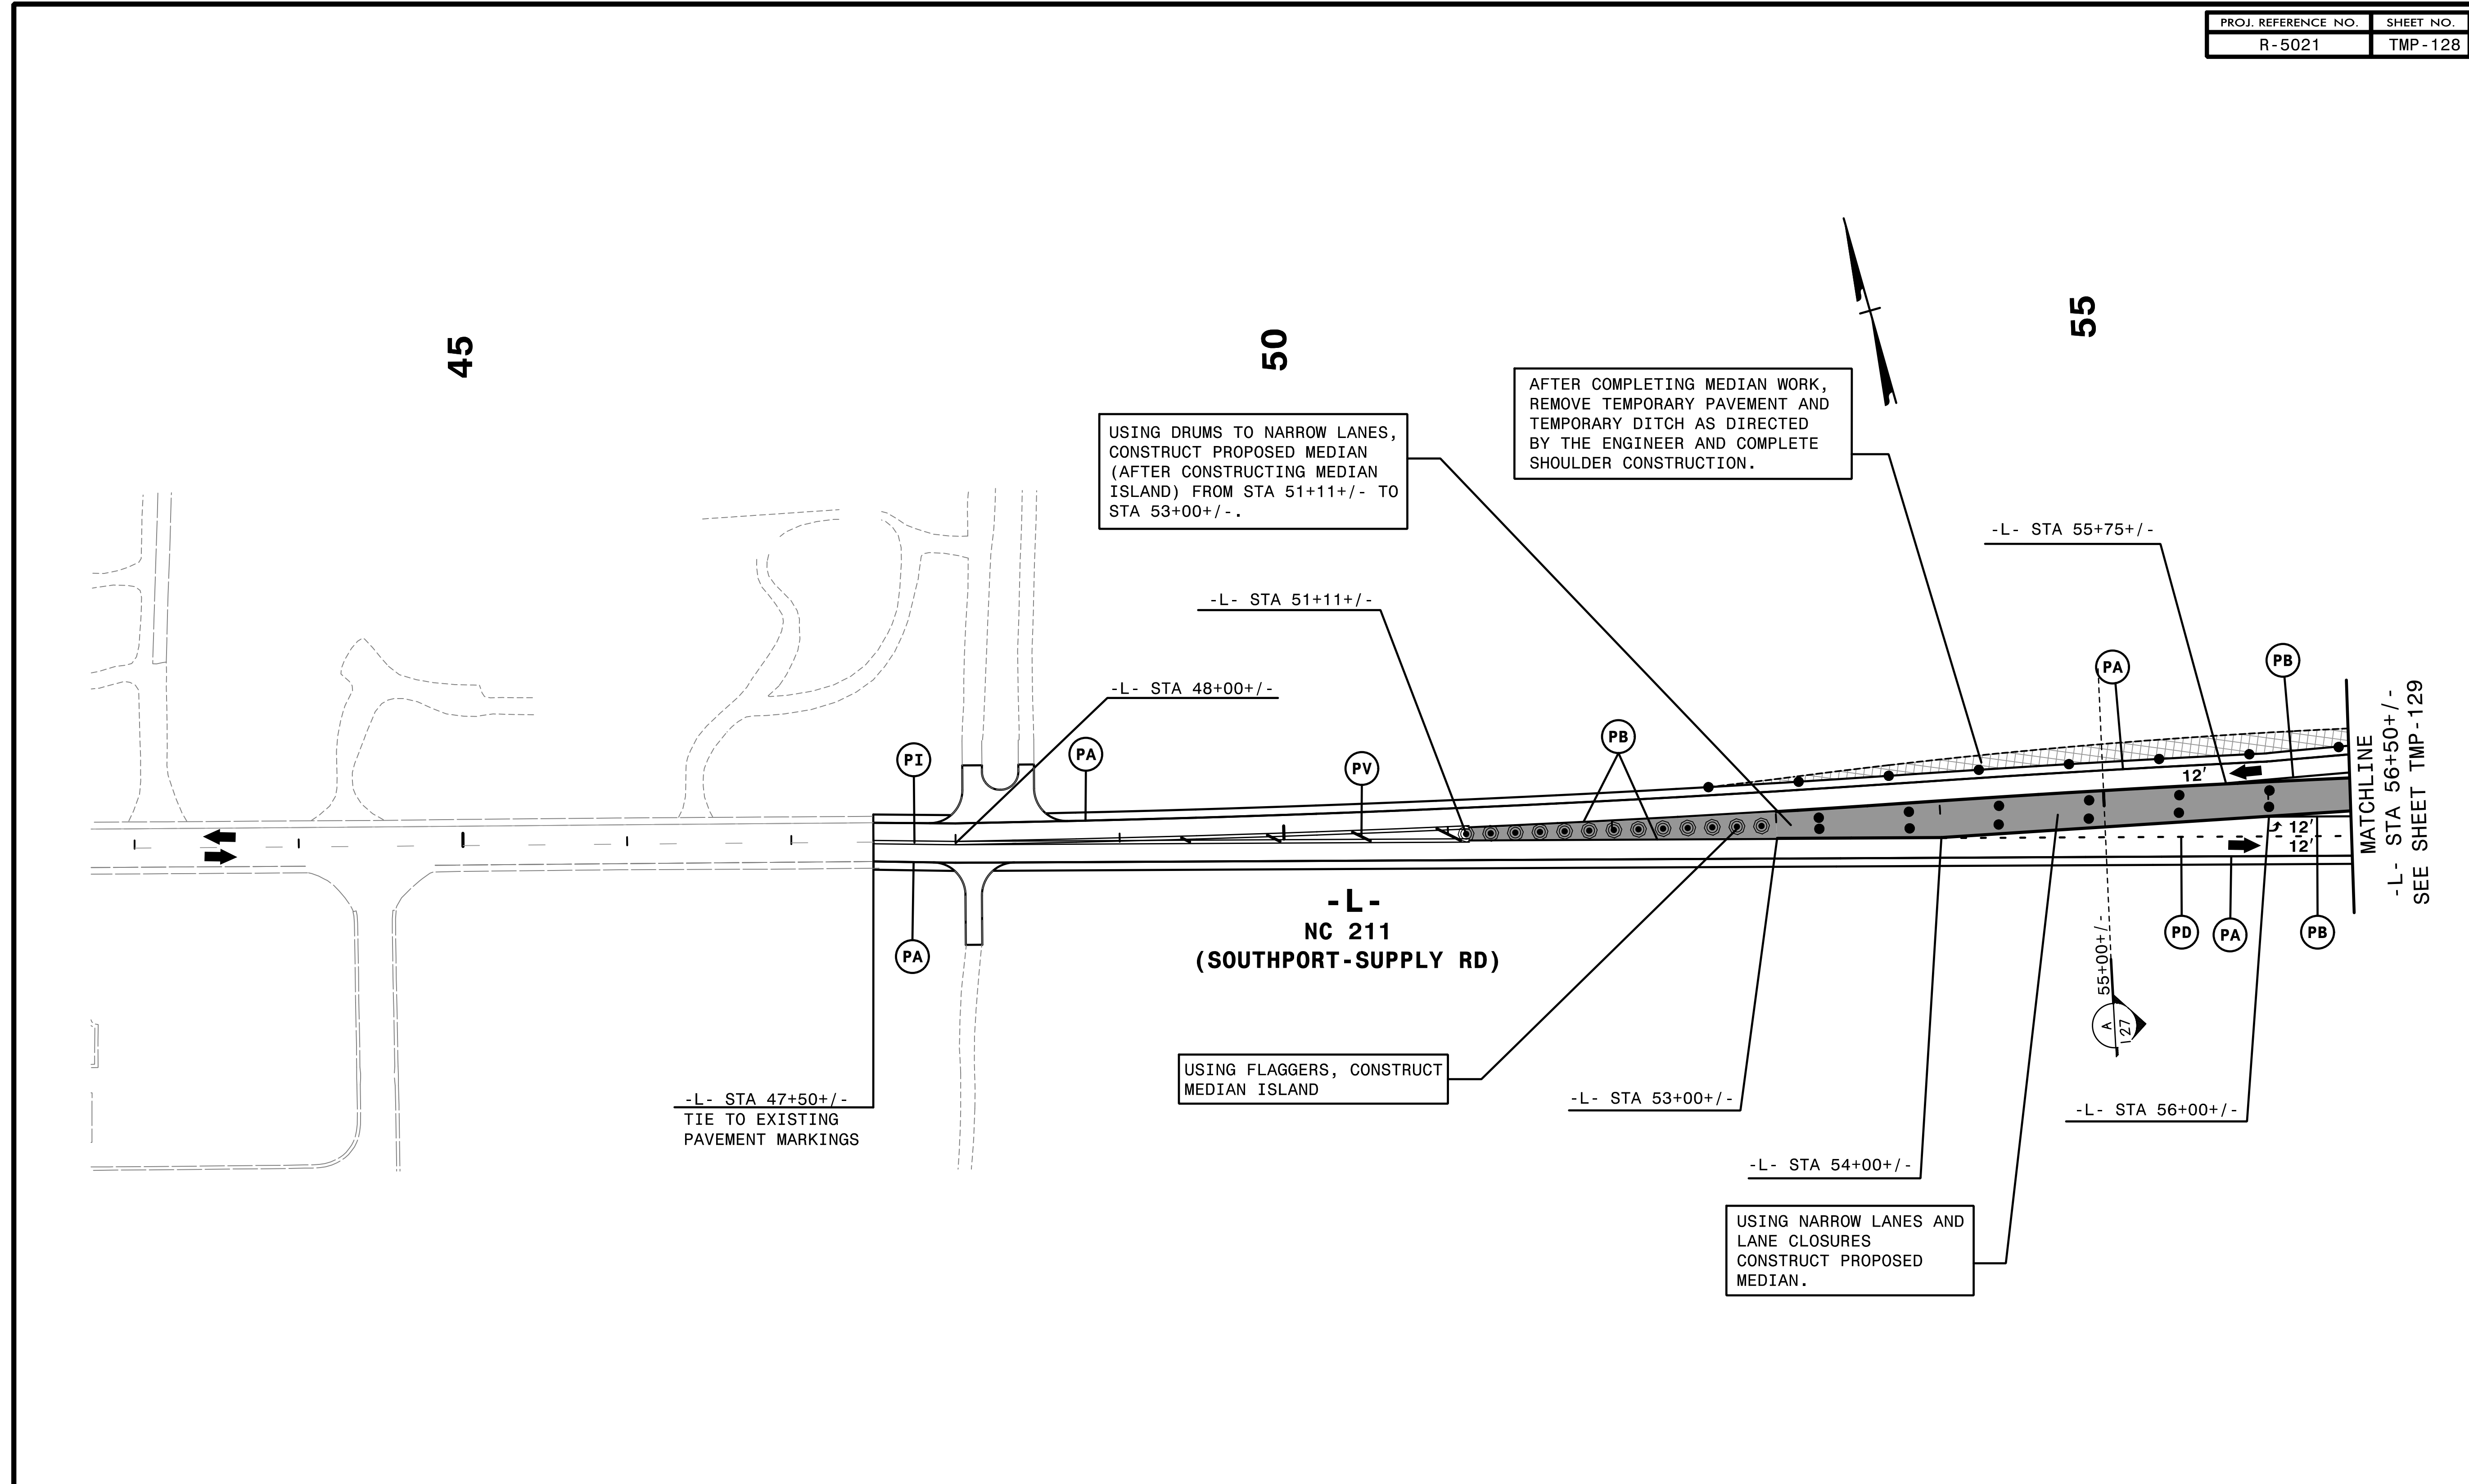 PROJ. REFERENCE NO. SHEET NO.
R-5021 TMP-128
45
50
55
AFTER COMPLETING MEDIAN WORK,
REMOVE TEMPORARY PAVEMENT AND
TEMPORARY DITCH AS DIRECTED
BY THE ENGINEER AND COMPLETE
SHOULDER CONSTRUCTION.
USING DRUMS TO NARROW LANES,
CONSTRUCT PROPOSED MEDIAN
(AFTER CONSTRUCTING MEDIAN
ISLAND) FROM STA 51+11+/- TO
STA 53+00+/-.
-L- STA 55+75+/-
-L- STA 51+11+/-
-L- STA 48+00+/-
PA
PB
PI
PA
PV
PB
12'
12'
12'
MATCHLINE
-L- STA 56+50+/-
SEE SHEET TMP-129
PA
-L-
NC 211
(SOUTHPORT-SUPPLY RD)
PD
PA
PB
55+00+/-
A
127
USING FLAGGERS, CONSTRUCT
MEDIAN ISLAND
-L- STA 47+50+/-
TIE TO EXISTING
PAVEMENT MARKINGS
-L- STA 53+00+/-
-L- STA 56+00+/-
-L- STA 54+00+/-
USING NARROW LANES AND
LANE CLOSURES
CONSTRUCT PROPOSED
MEDIAN.